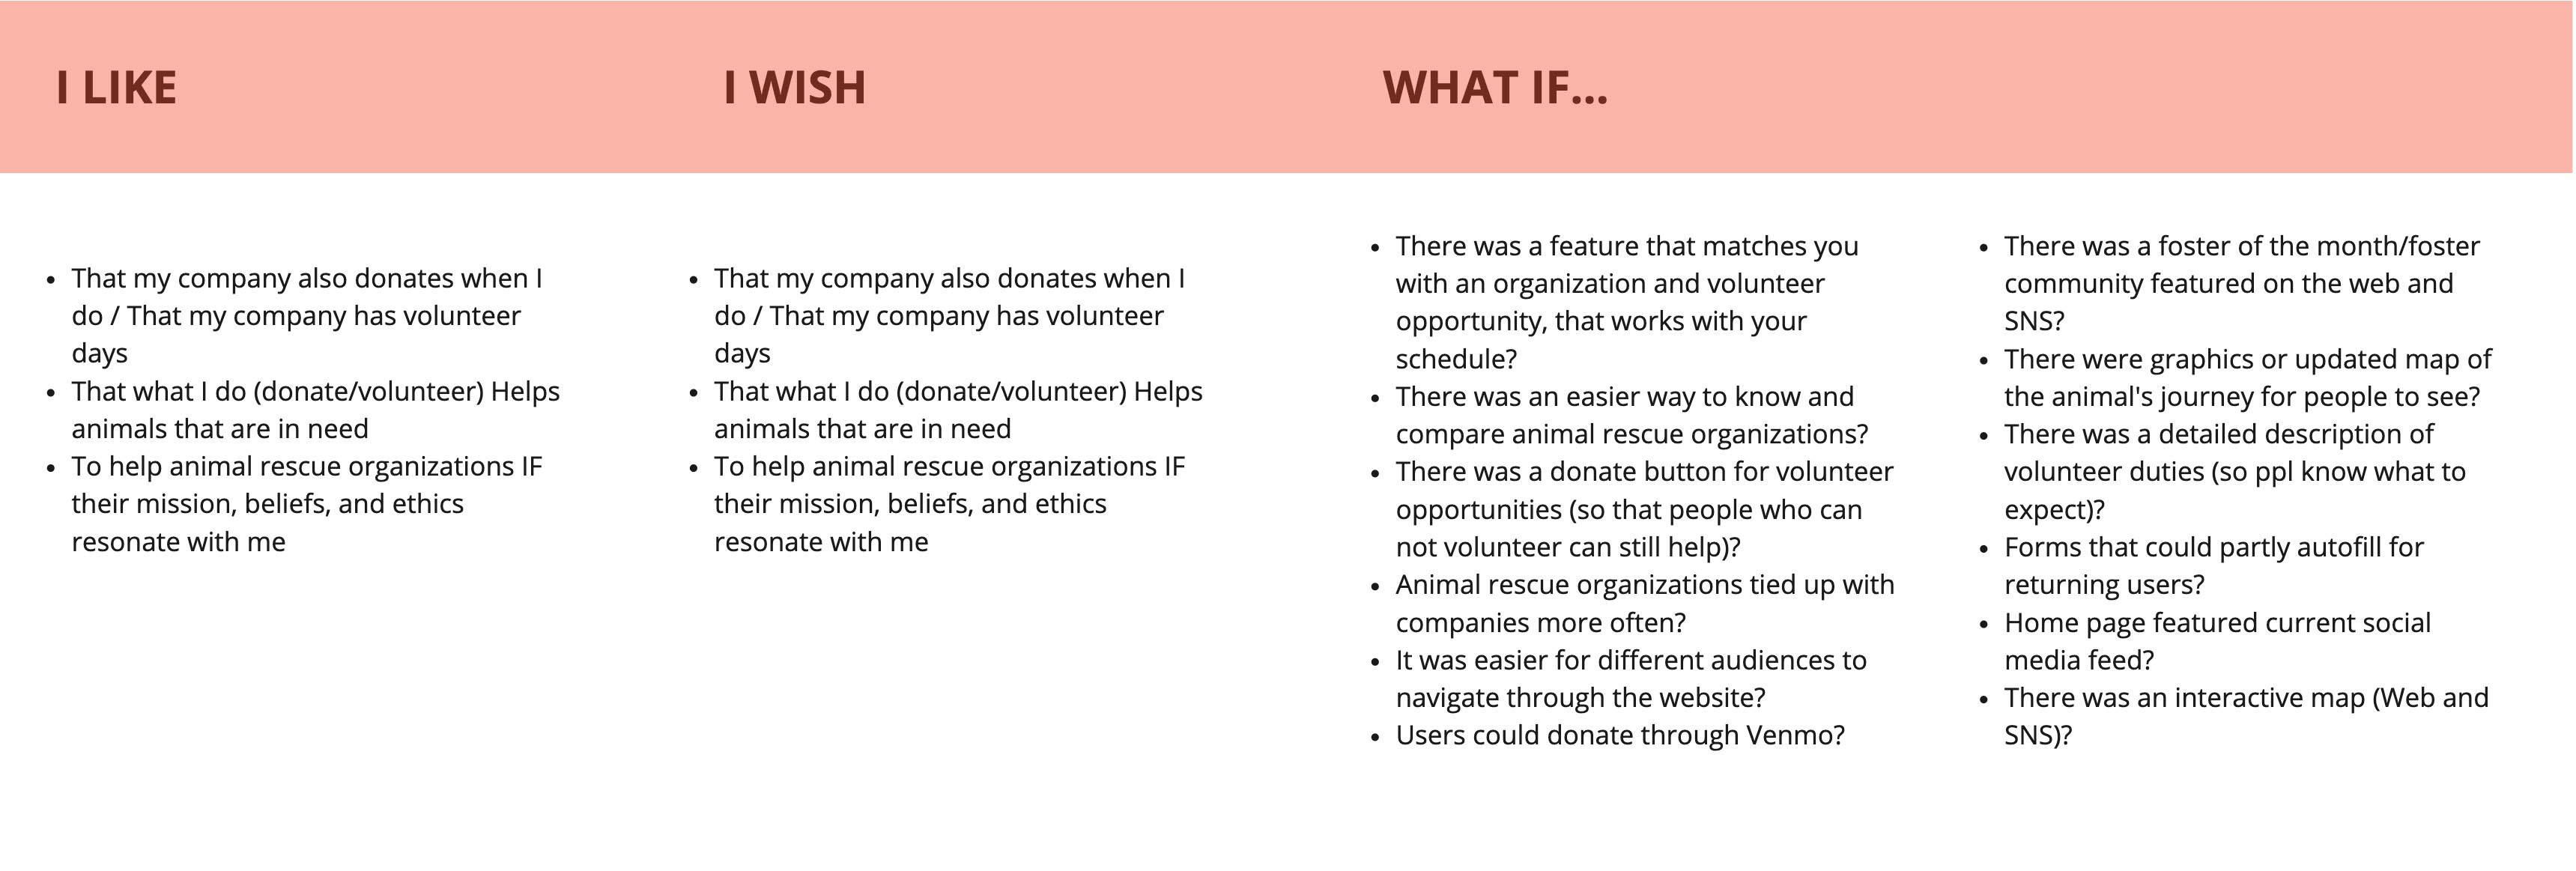 I LIKE
I WISH
WHAT IF...
• That my company also donates when I
do / That my company has volunteer
days
• That what I do (donate/volunteer) Helps
animals that are in need
• To help animal rescue organizations IF
their mission, beliefs, and ethics
resonate with me
• That my company also donates when I
do / That my company has volunteer
days
• That what I do (donate/volunteer) Helps
animals that are in need
• To help animal rescue organizations IF
their mission, beliefs, and ethics
resonate with me
• There was a feature that matches you
with an organization and volunteer
opportunity, that works with your
schedule?
• There was an easier way to know and
compare animal rescue organizations?
• There was a donate button for volunteer
opportunities (so that people who can
not volunteer can still help)?
• Animal rescue organizations tied up with
companies more often?
• It was easier for different audiences to
navigate through the website?
• Users could donate through Venmo?
• There was a foster of the month/foster
community featured on the web and
SNS?
• There were graphics or updated map of
the animal's journey for people to see?
• There was a detailed description of
volunteer duties (so ppl know what to
expect)?
• Forms that could partly autofill for
returning users?
• Home page featured current social
media feed?
• There was an interactive map (Web and
SNS)?